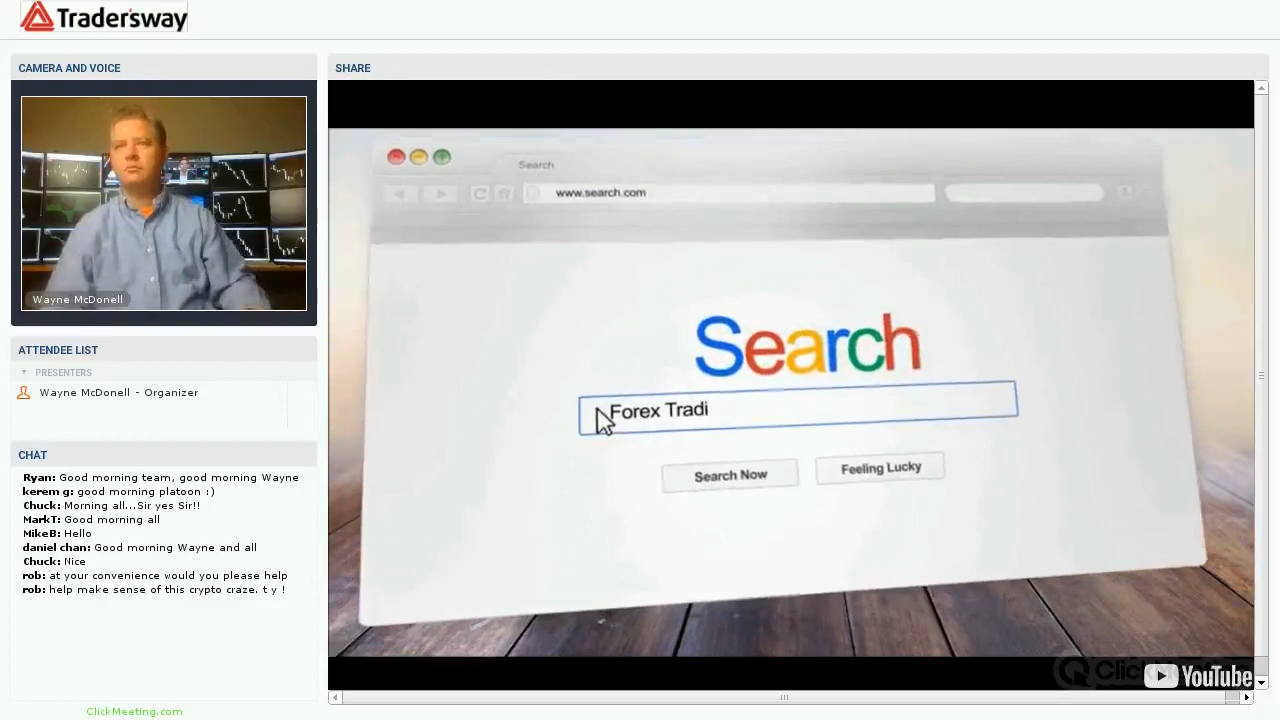 Tradersway
CAMERA AND VOICE
Wayne McDonell
ATTENDEE LIST
PRESENTERS
Wayne McDonell - Organizer
CHAT
Ryan: Good morning team, good morning Wayne
kerem g: good morning platoon :)
Chuck: Morning all...Sir yes Sir!!
MarkT: Good morning all
MikeB: Hello
daniel chan: Good morning Wayne and all
Chuck: Nice
rob: at your convenience would you please help
rob: help make sense of this crypto craze. t y !
ClickMeeting.com
SHARE
Search
www.search.com
Search
Forex Tradi
Search Now
Feeling Lucky
YouTube